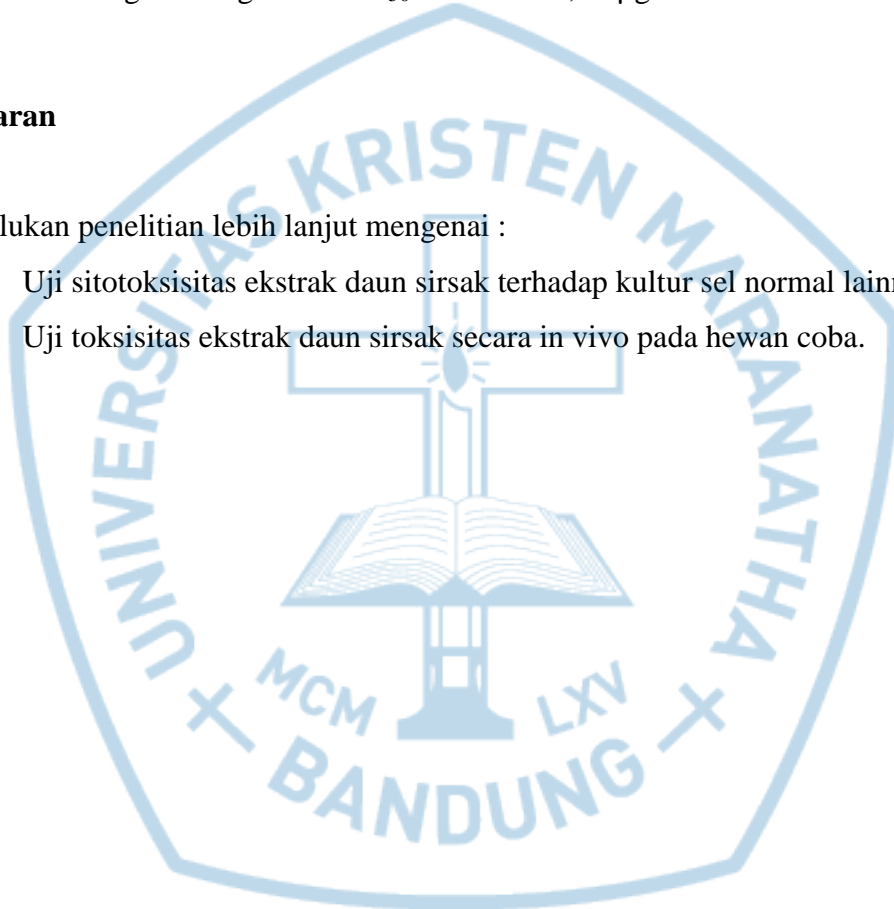 aran
lukan penelitian lebih lanjut mengenai :
Uji sitotoksisitas ekstrak daun sirsak terhadap kultur sel normal lain
Uji toksisitas ekstrak daun sirsak secara in vivo pada hewan coba.
UNIVERSITAS KRISTEN MARANATHA
MCM LXV
BANDUNG